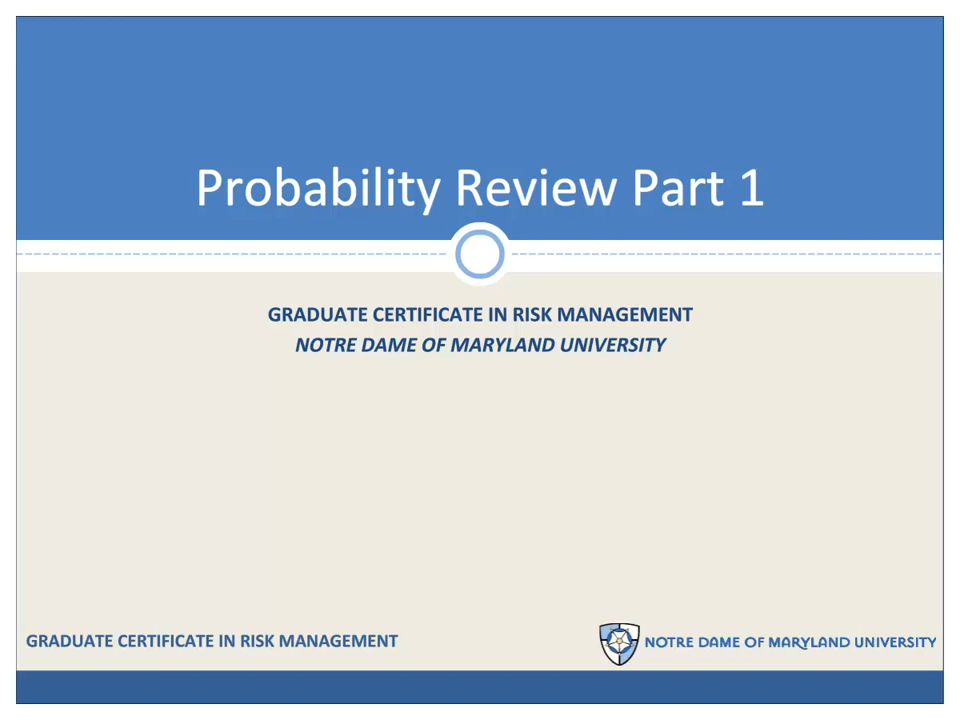 Probability Review Part 1
GRADUATE CERTIFICATE IN RISK MANAGEMENT
NOTRE DAME OF MARYLAND UNIVERSITY
GRADUATE CERTIFICATE IN RISK MANAGEMENT
NOTRE DAME OF MARYLAND UNIVERSITY